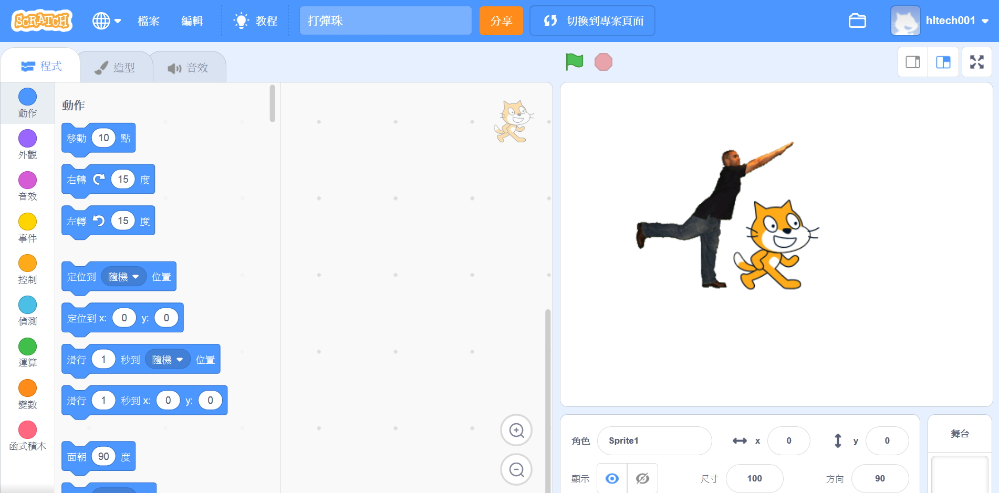 SCRATCH
檔案
編輯
教程
打彈珠
分享
切換到專案頁面
hltech001
程式
造型
音效
動作
外觀
音效
事件
控制
偵測
運算
變數
函式積木
動作
移動 10 點
右轉 15 度
左轉 15 度
定位到 隨機 位置
定位到 x: 0 y: 0
滑行 1 秒到 隨機 位置
滑行 1 秒到 x: 0 y: 0
面朝 90 度
角色 Sprite1 x 0 y 0
顯示 尺寸 100 方向 90
舞台